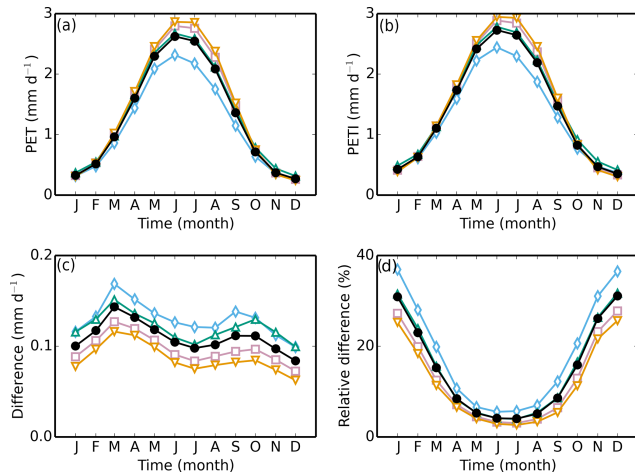 (a)
3
2
1
0
PET (mm d⁻¹)
J F M A M J J A S O N D
Time (month)
(b)
3
2
1
0
PETI (mm d⁻¹)
J F M A M J J A S O N D
Time (month)
(c)
0.2
0.1
0.0
Difference (mm d⁻¹)
J F M A M J J A S O N D
Time (month)
(d)
40
20
0
Relative difference (%)
J F M A M J J A S O N D
Time (month)